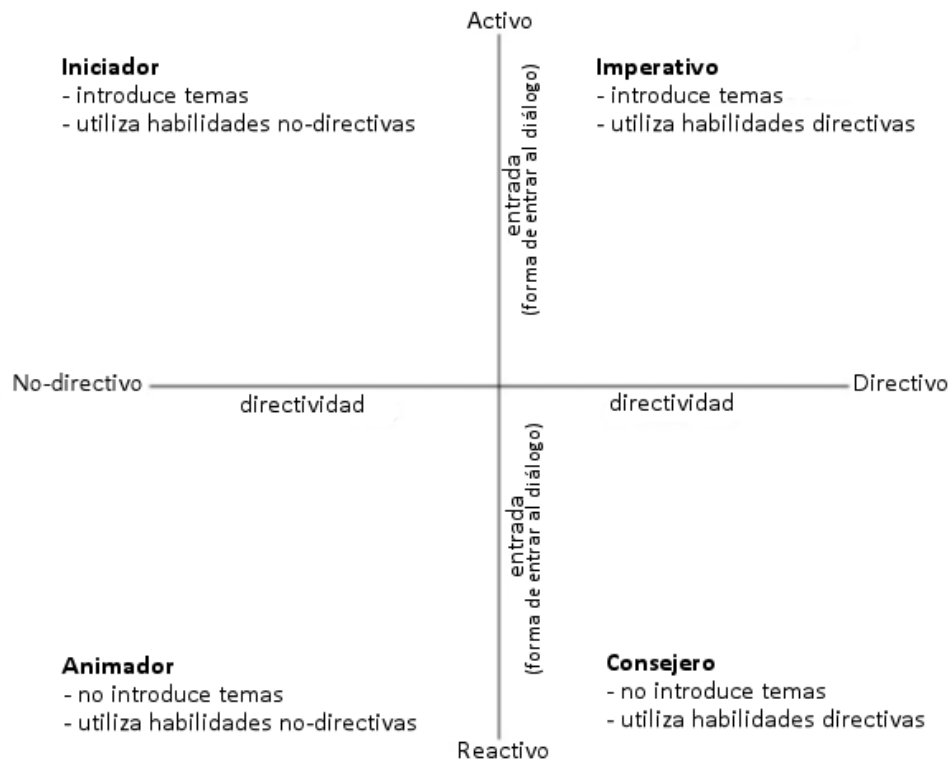 Activo
Iniciador
- introduce temas
- utiliza habilidades no-directivas
Imperativo
- introduce temas
- utiliza habilidades directivas
entrada
(forma de entrar al diálogo)
No-directivo
Directivo
directividad
directividad
entrada
(forma de entrar al diálogo)
Animador
- no introduce temas
- utiliza habilidades no-directivas
Consejero
- no introduce temas
- utiliza habilidades directivas
Reactivo